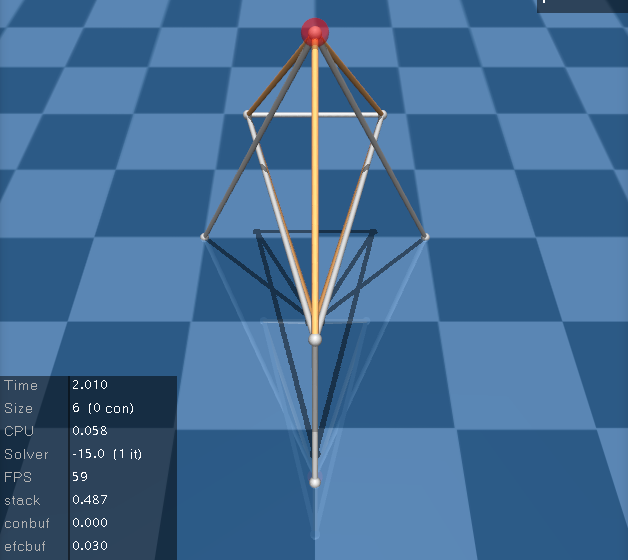 Time 2.010
Size 6 (0 con)
CPU 0.058
Solver -15.0 (1 it)
FPS 59
stack 0.487
conbuf 0.000
efcbuf 0.030